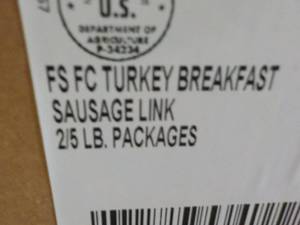 U.S.
DEPARTMENT OF
AGRICULTURE
P-34234
FS FC TURKEY BREAKFAST
SAUSAGE LINK
2/5 LB. PACKAGES